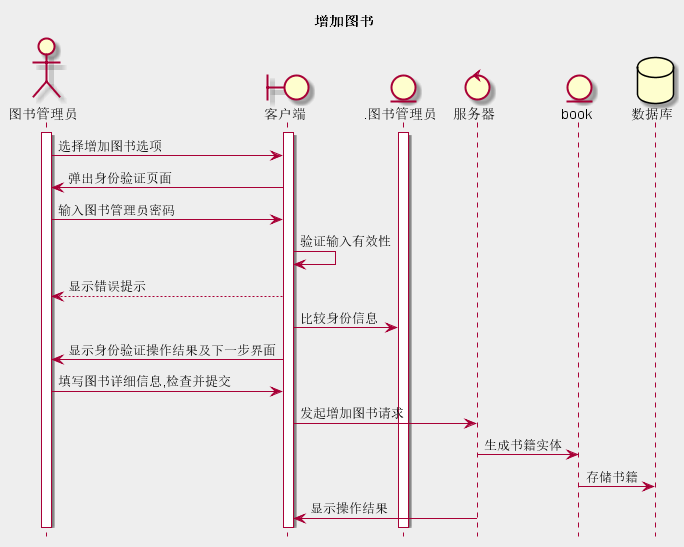 增加图书
图书管理员
客户端
.图书管理员
服务器
book
数据库
选择增加图书选项
弹出身份验证页面
输入图书管理员密码
验证输入有效性
显示错误提示
比较身份信息
显示身份验证操作结果及下一步界面
填写图书详细信息,检查并提交
发起增加图书请求
生成书籍实体
存储书籍
显示操作结果